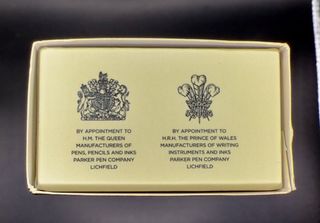 BY APPOINTMENT TO
H.M. THE QUEEN
MANUFACTURERS OF
PENS, PENCILS AND INKS
PARKER PEN COMPANY
LICHFIELD
BY APPOINTMENT TO
H.R.H. THE PRINCE OF WALES
MANUFACTURERS OF WRITING
INSTRUMENTS AND INKS
PARKER PEN COMPANY
LICHFIELD